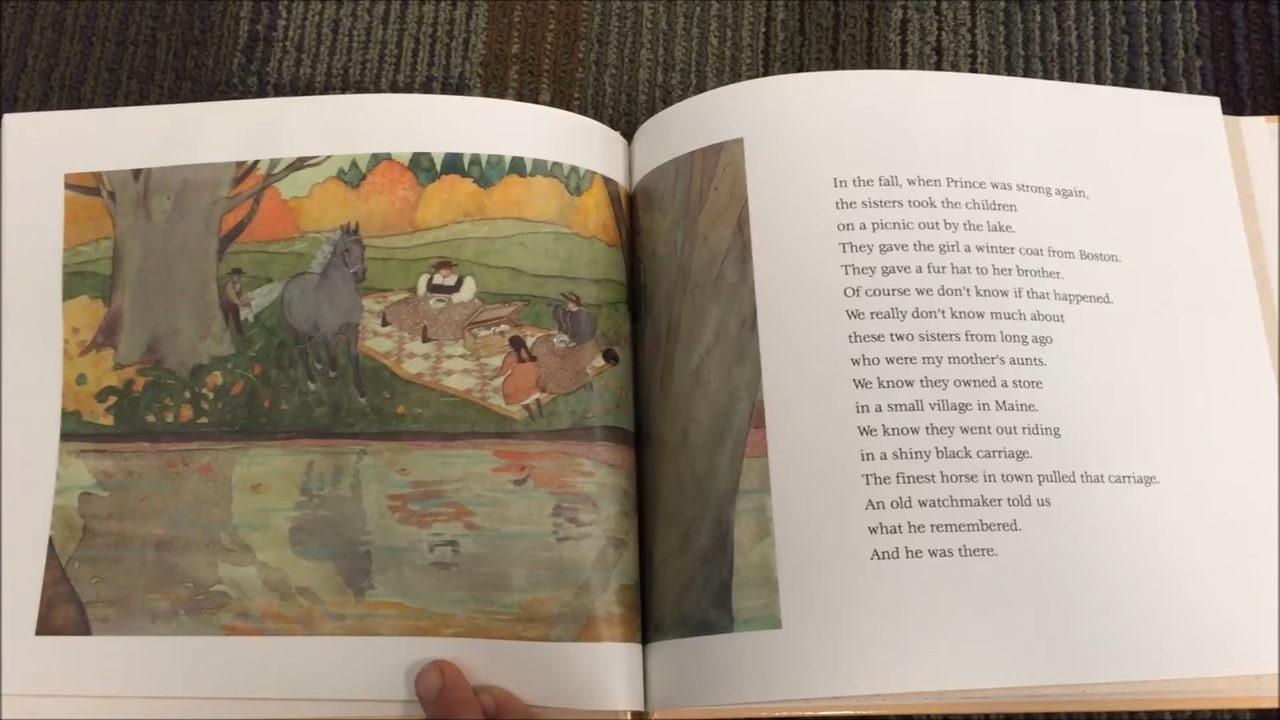 In the fall, when Prince was strong again,
the sisters took the children
on a picnic out by the lake.
They gave the girl a winter coat from Boston.
They gave a fur hat to her brother.
Of course we don't know if that happened.
We really don't know much about
these two sisters from long ago
who were my mother's aunts.
We know they owned a store
in a small village in Maine.
We know they went out riding
in a shiny black carriage.
The finest horse in town pulled that carriage.
An old watchmaker told us
what he remembered.
And he was there.